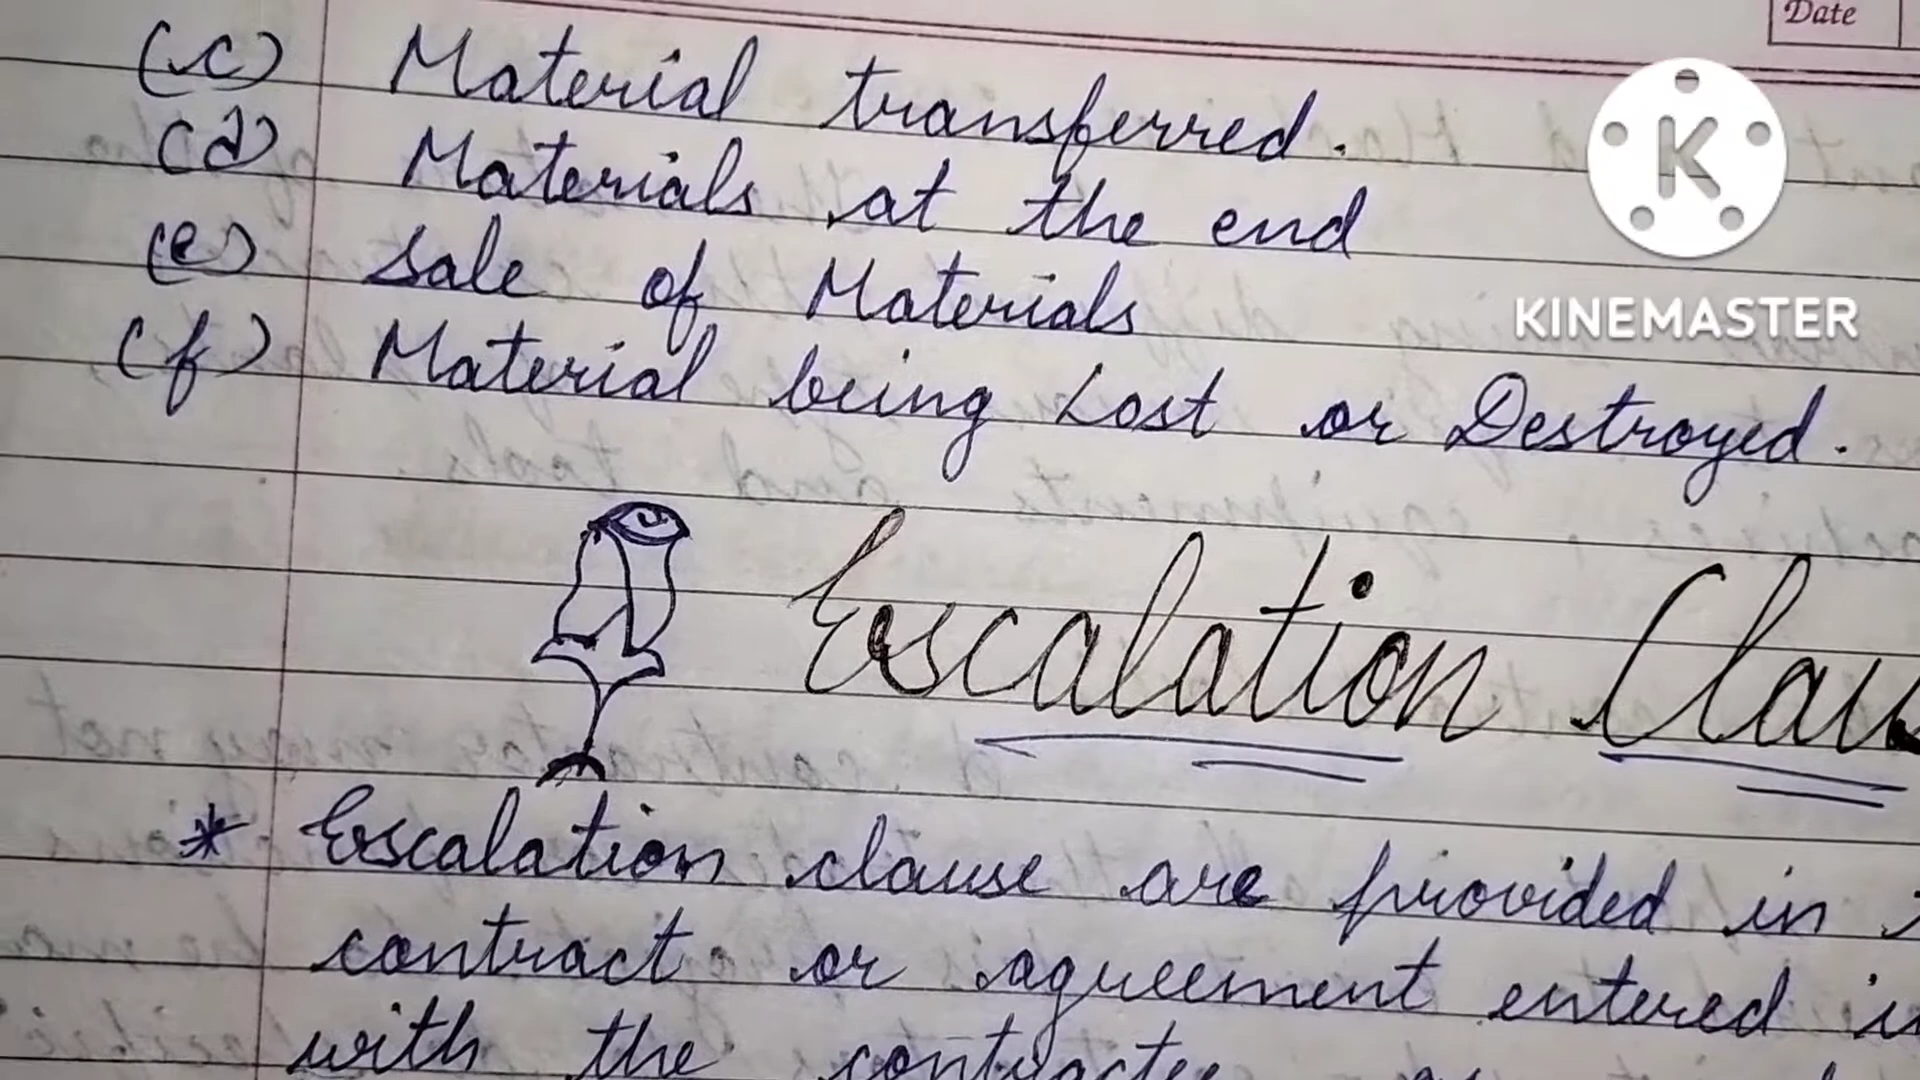 Date
(c) Material transferred.
(d) Materials at the end
(e) Sale of Materials
(f) Material being Lost or Destroyed.
KINEMASTER
Escalation
* Escalation clause are provided in
contract or agreement entered
with the